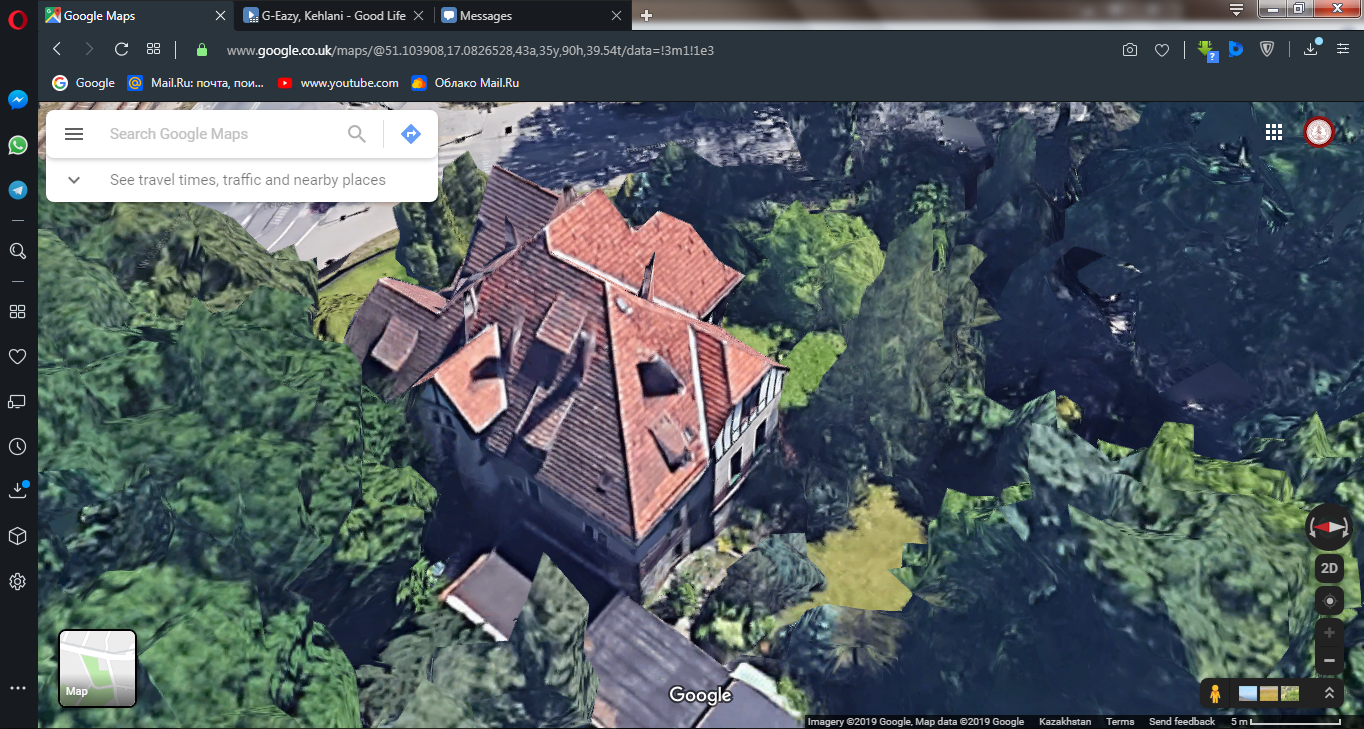 Google Maps
G-Eazy, Kehlani - Good Life
Messages
www.google.co.uk/maps/@51.103908,17.0826528,43a,35y,90h,39.54t/data=!3m1!1e3
Google
Mail.Ru: почта, пои...
www.youtube.com
Облако Mail.Ru
Search Google Maps
See travel times, traffic and nearby places
2D
Map
Google
Imagery ©2019 Google, Map data ©2019 Google Kazakhstan Terms Send feedback 5 m